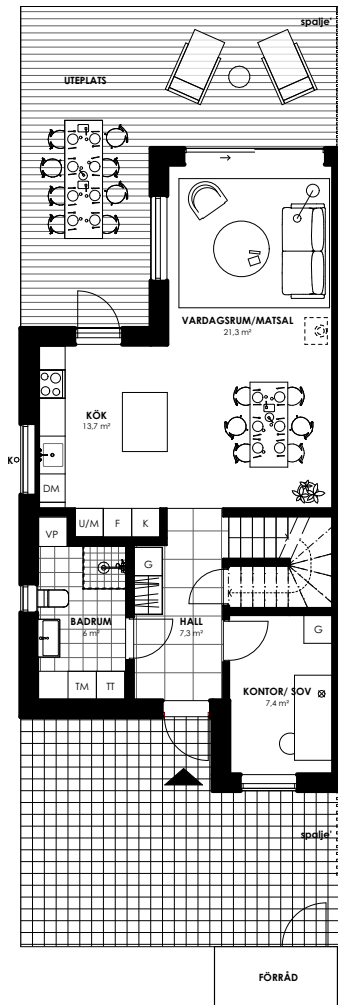 spalje'
UTEPLATS
VARDAGSRUM/MATSAL
21,3 m²
KÖK
13,7 m²
K
DM
U/M
F
K
VP
G
BADRUM
6 m²
HALL
7,3 m²
K
G
KONTOR/ SOV
7,4 m²
TM
TT
spalje'
FÖRRÅD